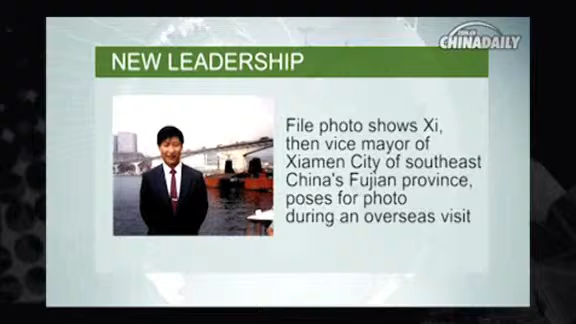 CHINADAILY
NEW LEADERSHIP
File photo shows Xi,
then vice mayor of
Xiamen City of southeast
China's Fujian province,
poses for photo
during an overseas visit